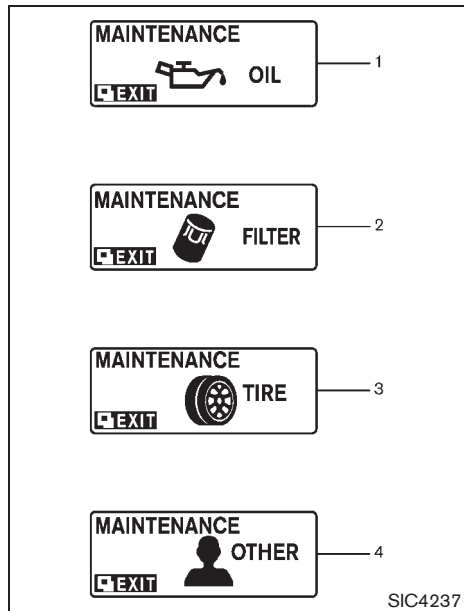 MAINTENANCE
OIL
EXIT
1
MAINTENANCE
FILTER
EXIT
2
MAINTENANCE
TIRE
EXIT
3
MAINTENANCE
OTHER
EXIT
4
SIC4237